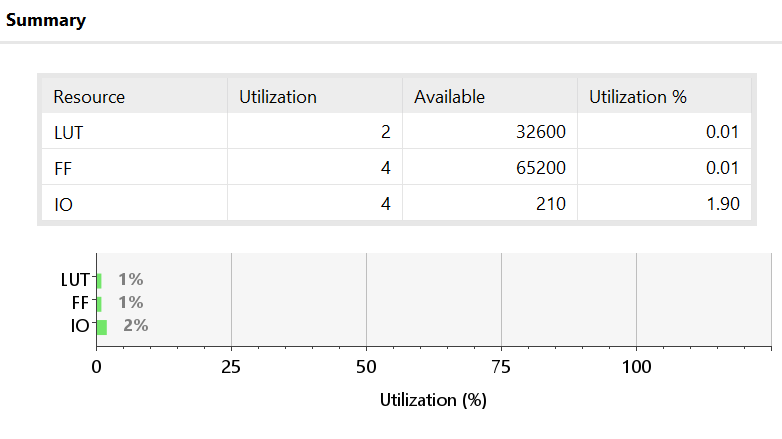 Summary
Resource Utilization Available Utilization %
LUT 2 32600 0.01
FF 4 65200 0.01
IO 4 210 1.90
LUT 1%
FF 1%
IO 2%
0 25 50 75 100
Utilization (%)